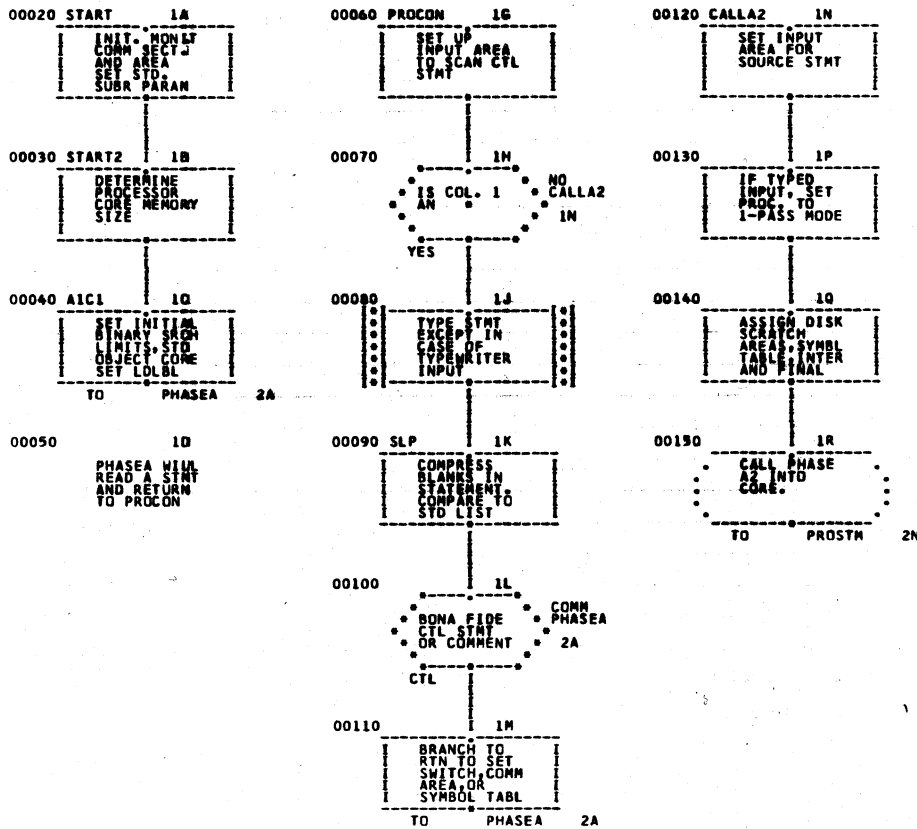 00020 START 1A
INIT. MONIT
COMM SECT.
AND AREA
SET STD.
SUBR PARAM
00030 START2 1B
DETERMINE
PROCESSOR
CORE MEMORY
SIZE
00040 A1C1 1C
SET INITIAL
BINARY SRCH
LIMITS,STD
OBJECT CORE
SET LDLBL
TO PHASEA 2A
00050 1D
PHASEA WILL
READ A STMT
AND RETURN
TO PROCON
00060 PROCON 1G
SET UP
INPUT AREA
TO SCAN CTL
STMT
00070 1H
IS COL. 1
AN *
NO
CALLA2
1N
YES
00080 1J
TYPE STMT
EXCEPT IN
CASE OF
TYPEWRITER
INPUT
00090 SLP 1K
COMPRESS
BLANKS IN
STATEMENT.
COMPARE TO
STD LIST
00100 1L
BONA FIDE
CTL STMT
OR COMMENT
COMM
PHASEA
2A
CTL
00110 1M
BRANCH TO
RTN TO SET
SWITCH,COMM
AREA,OR
SYMBOL TABL
TO PHASEA 2A
00120 CALLA2 1N
SET INPUT
AREA FOR
SOURCE STMT
00130 1P
IF TYPED
INPUT, SET
PROC. TO
1-PASS MODE
00140 1Q
ASSIGN DISK
SCRATCH
AREAS,SYMBL
TABLE,INTER
AND FINAL
00150 1R
CALL PHASE
A2 INTO
CORE.
TO PROSTM 2N